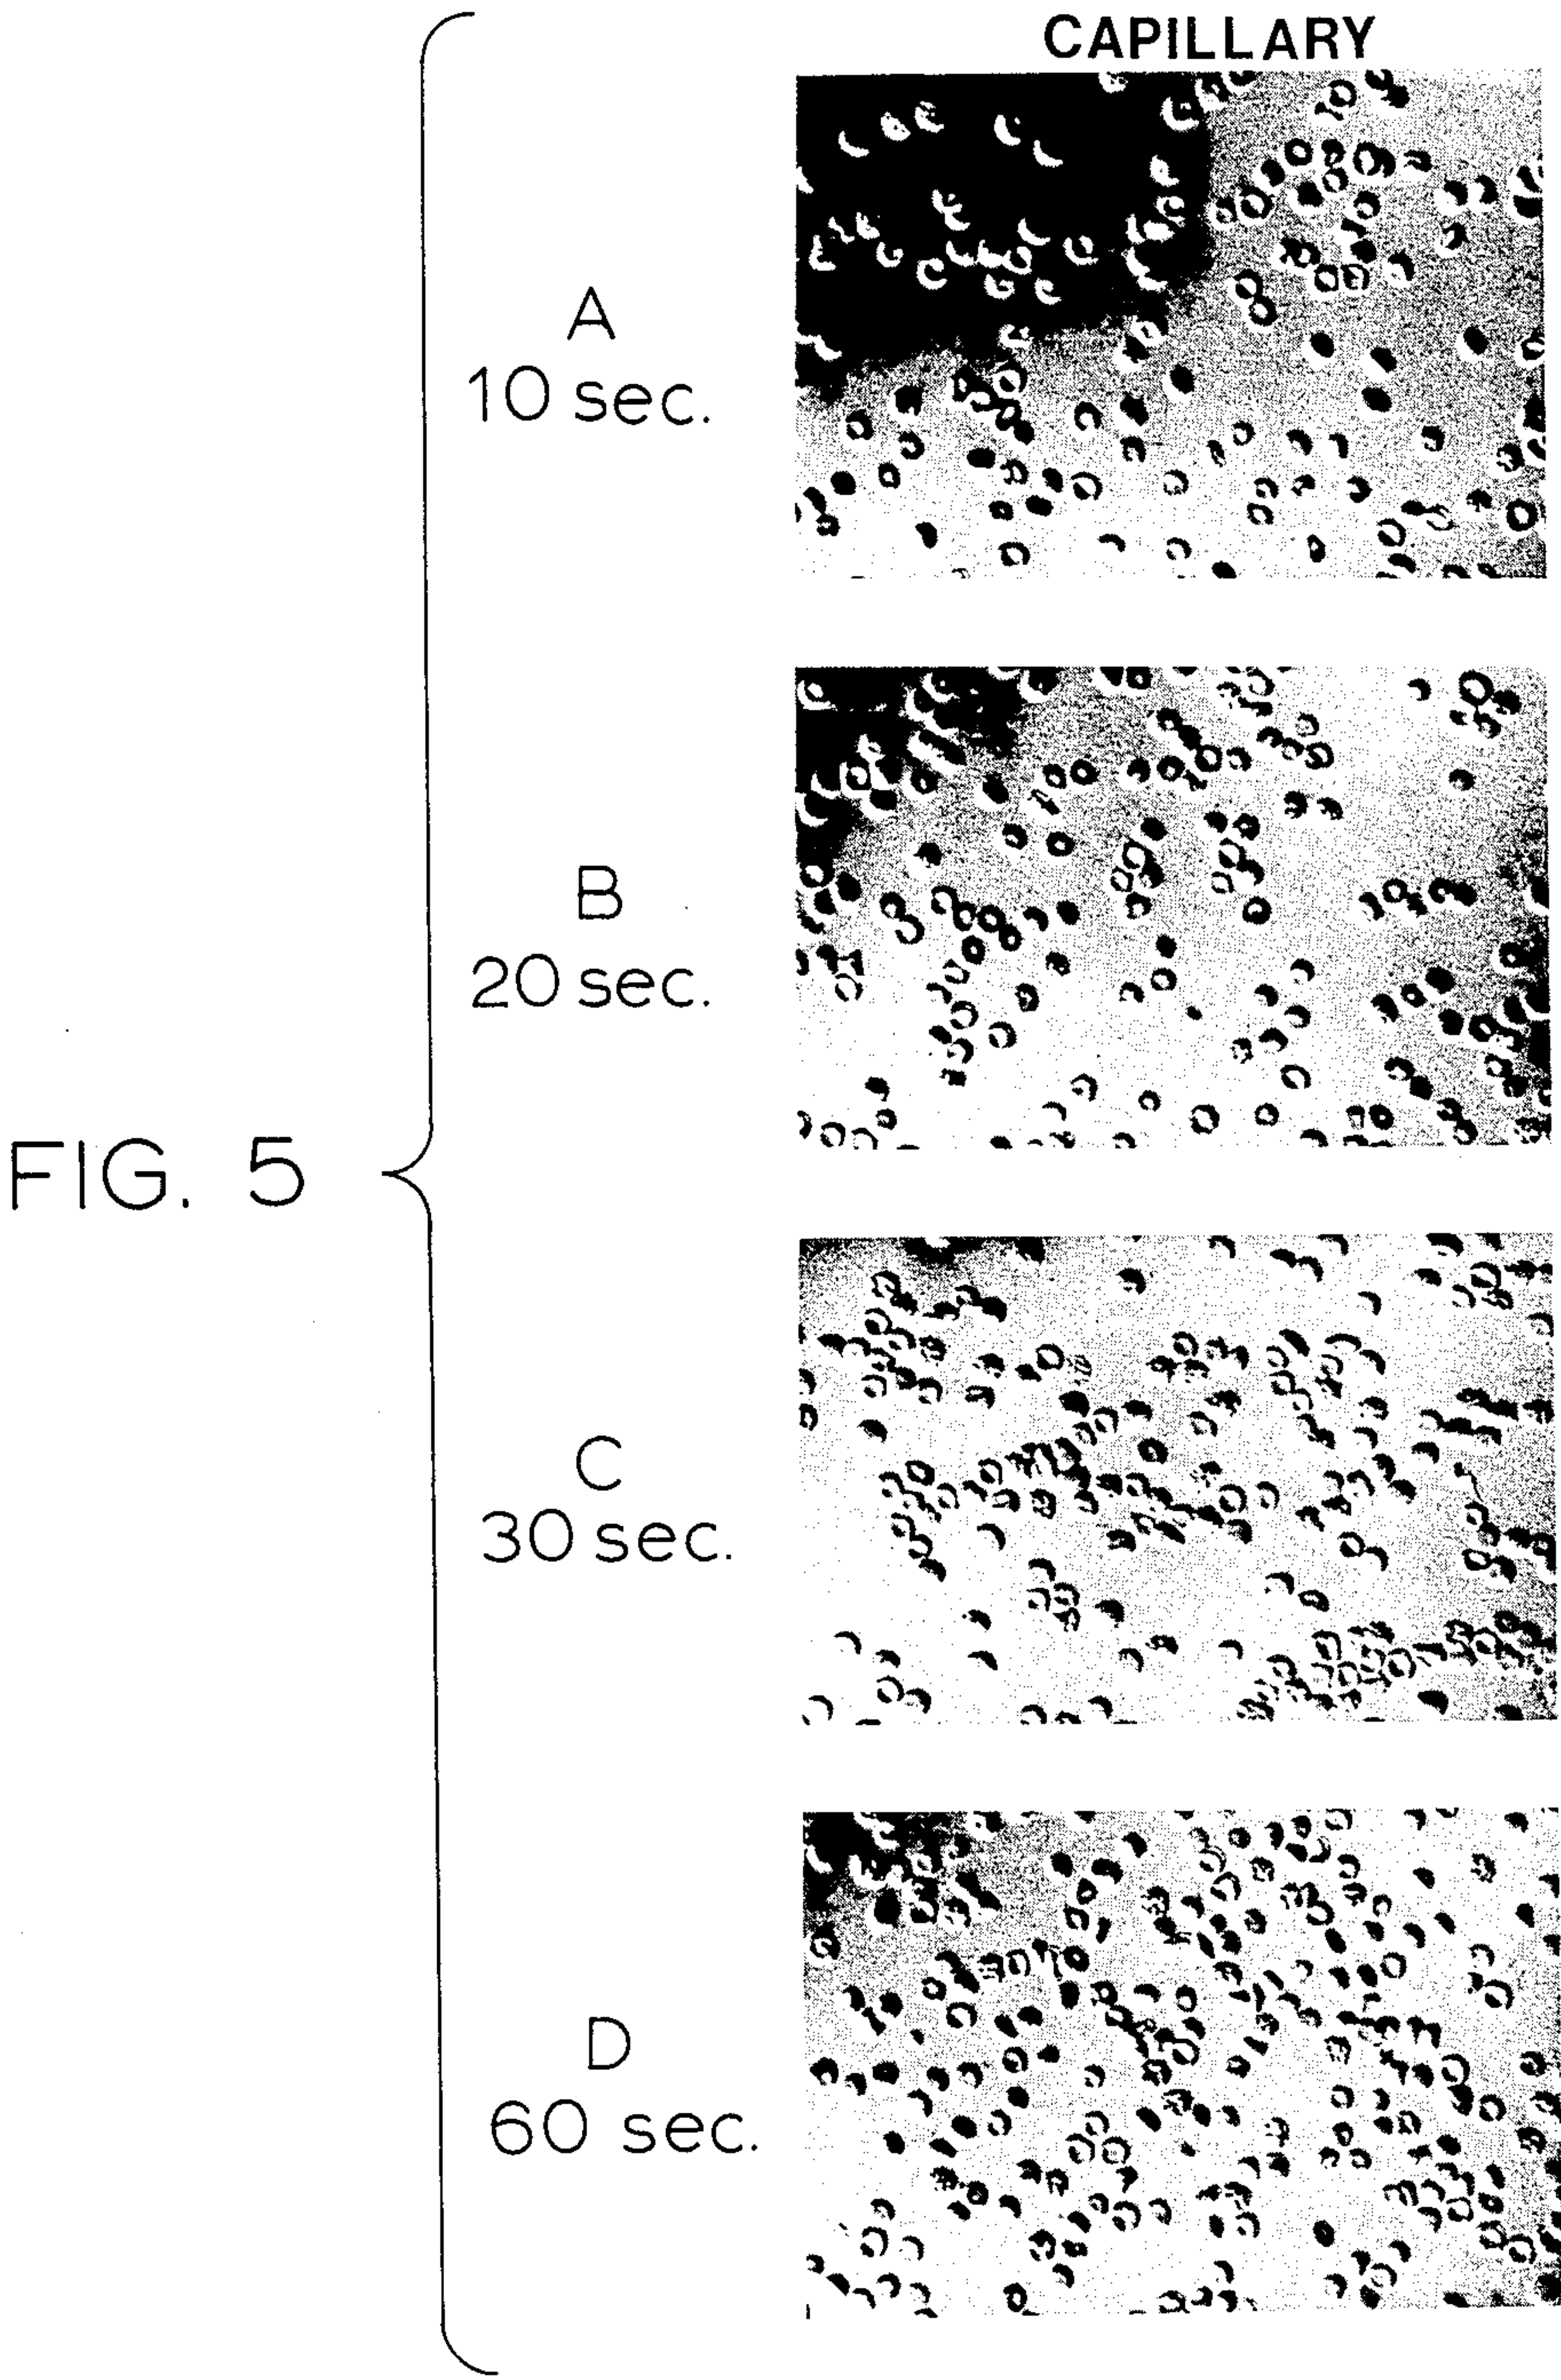 CAPILLARY
A
10 sec.
B
20 sec.
FIG. 5
C
30 sec.
D
60 sec.